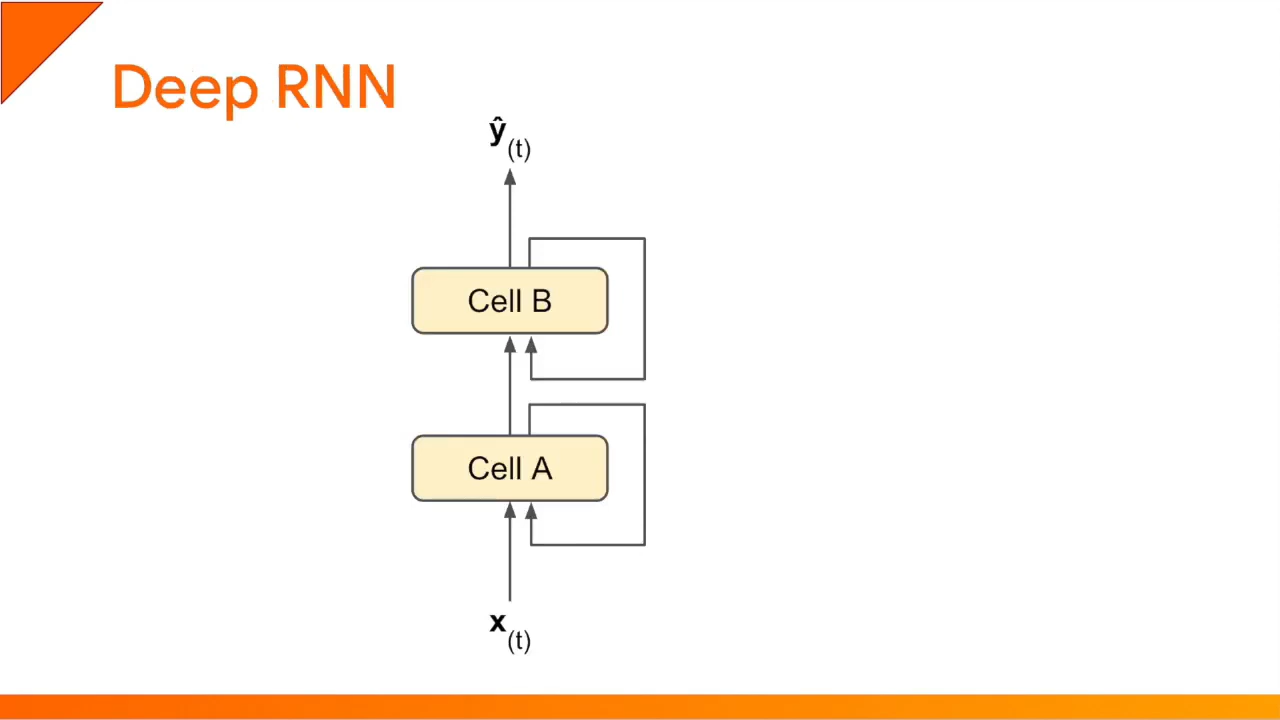 Deep RNN
ŷ(t)
Cell B
Cell A
x(t)